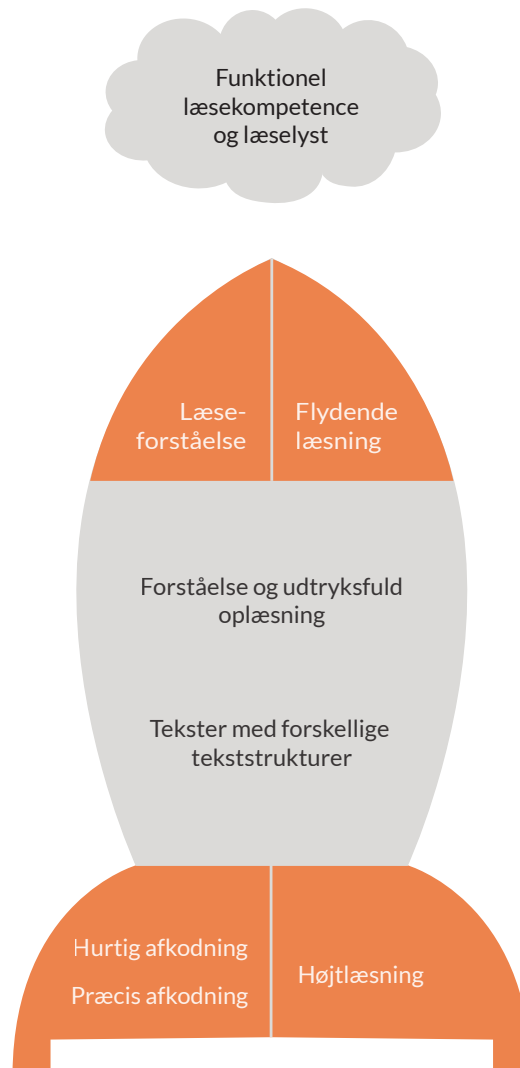 Funktionel
læsekompetence
og læselyst
Læse-
forståelse
Flydende
læsning
Forståelse og udtryksfuld
oplæsning
Tekster med forskellige
tekststrukturer
Hurtig afkodning
Præcis afkodning
Højtlæsning